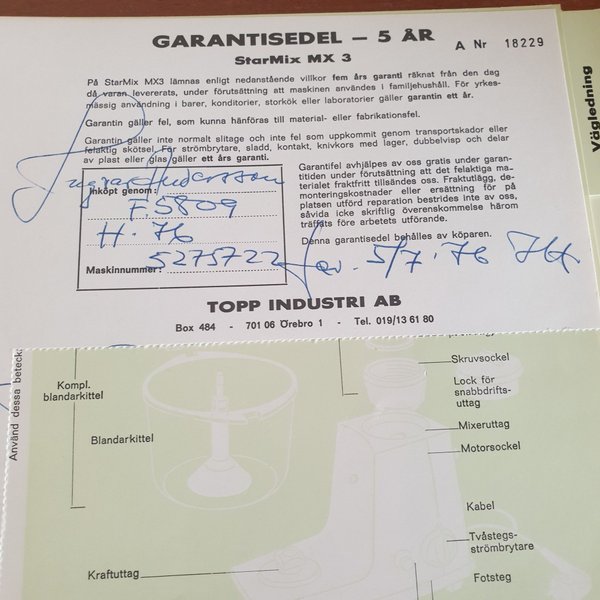 GARANTISEDEL — 5 ÅR
A Nr 18229
StarMix MX 3
På StarMix MX3 lämnas enligt nedanstående villkor fem års garanti räknat från den dag
då varan levererats, under förutsättning att maskinen användes i familjehushåll. För yrkes-
mässig användning i barer, konditorier, storkök eller laboratorier gäller garantin ett år.
Garantin gäller fel, som kunna hänföras till material- eller fabrikationsfel.
Garantin gäller inte normalt slitage och inte fel som uppkommit genom transportskador eller
felaktig skötsel. För strömbrytare, sladd, kontakt, knivkors med lager, dubbelvisp och delar
av plast eller glas gäller ett års garanti.
Ingvar Andersson
Inköpt genom:
F. 5809
H. 76
Maskinnummer: 5275722
Garantifel avhjälpes av oss gratis under garan-
titiden under förutsättning att det felaktiga ma-
terialet fraktfritt tillsändes oss. Fraktutlägg, de-
monteringskostnader eller ersättning för på
platsen utförd reparation bestrides inte av oss,
såvida icke skriftlig överenskommelse härom
träffats före arbetets utförande.
Denna garantisedel behålles av köparen.
lev. 5/7-76
TOPP INDUSTRI AB
Box 484 - 701 06 Örebro 1 - Tel. 019/13 61 80
Vägledning
Använd dessa beteck
Kompl.
blandarkittel
Blandarkittel
Kraftuttag
Skruvsockel
Lock för
snabbdrifts-
uttag
Mixeruttag
Motorsockel
Kabel
Tvåstegs-
strömbrytare
Fotsteg